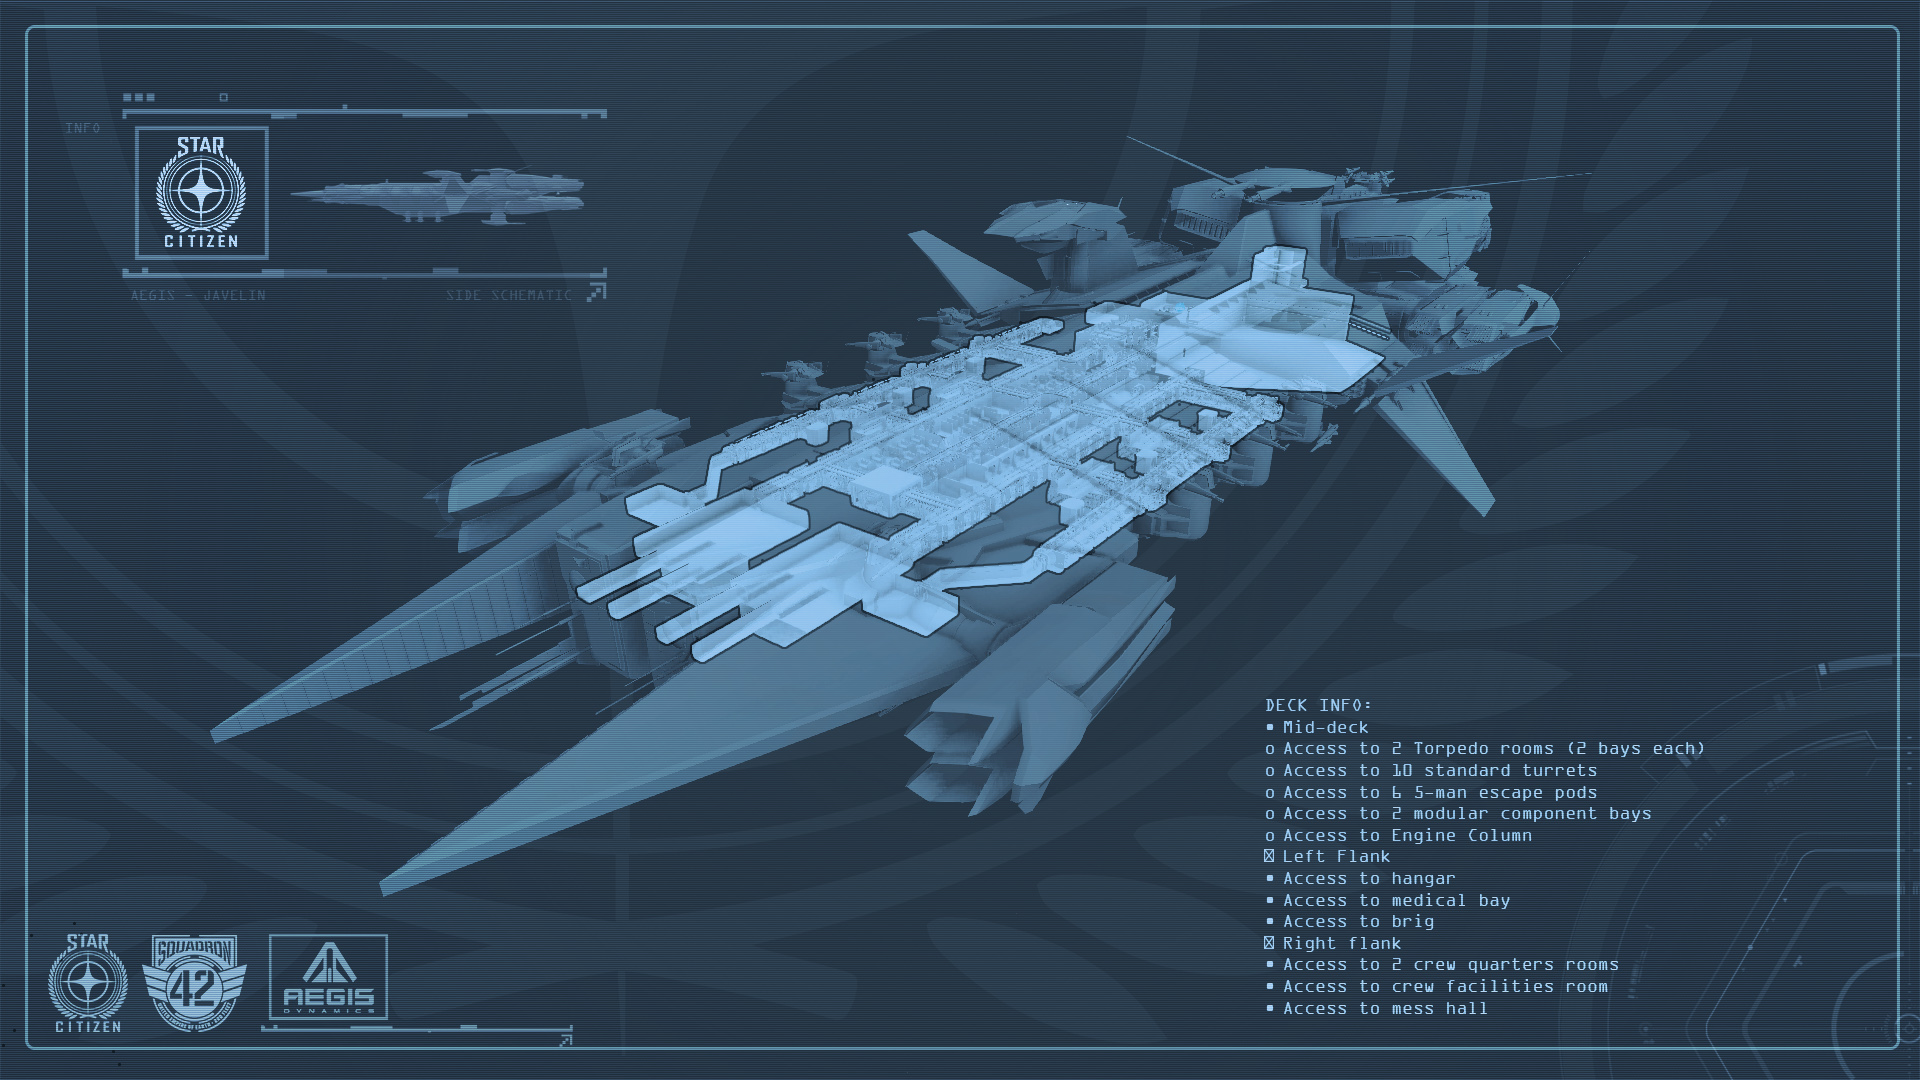 INFO
STAR
CITIZEN
AEGIS - JAVELIN
SIDE SCHEMATIC
DECK INFO:
▪ Mid-deck
o Access to 2 Torpedo rooms (2 bays each)
o Access to 10 standard turrets
o Access to 6 5-man escape pods
o Access to 2 modular component bays
o Access to Engine Column
☒ Left Flank
▪ Access to hangar
▪ Access to medical bay
▪ Access to brig
☒ Right flank
▪ Access to 2 crew quarters rooms
▪ Access to crew facilities room
▪ Access to mess hall
STAR
CITIZEN
SQUADRON
42
AEGIS
DYNAMICS